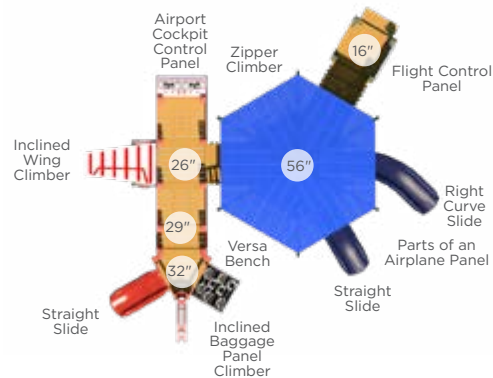 Airport
Cockpit
Control
Panel
Zipper
Climber
16"
Flight Control
Panel
Inclined
Wing
Climber
26"
56"
29"
32"
Right
Curve
Slide
Versa
Bench
Parts of an
Airplane Panel
Straight
Slide
Straight
Slide
Inclined
Baggage
Panel
Climber